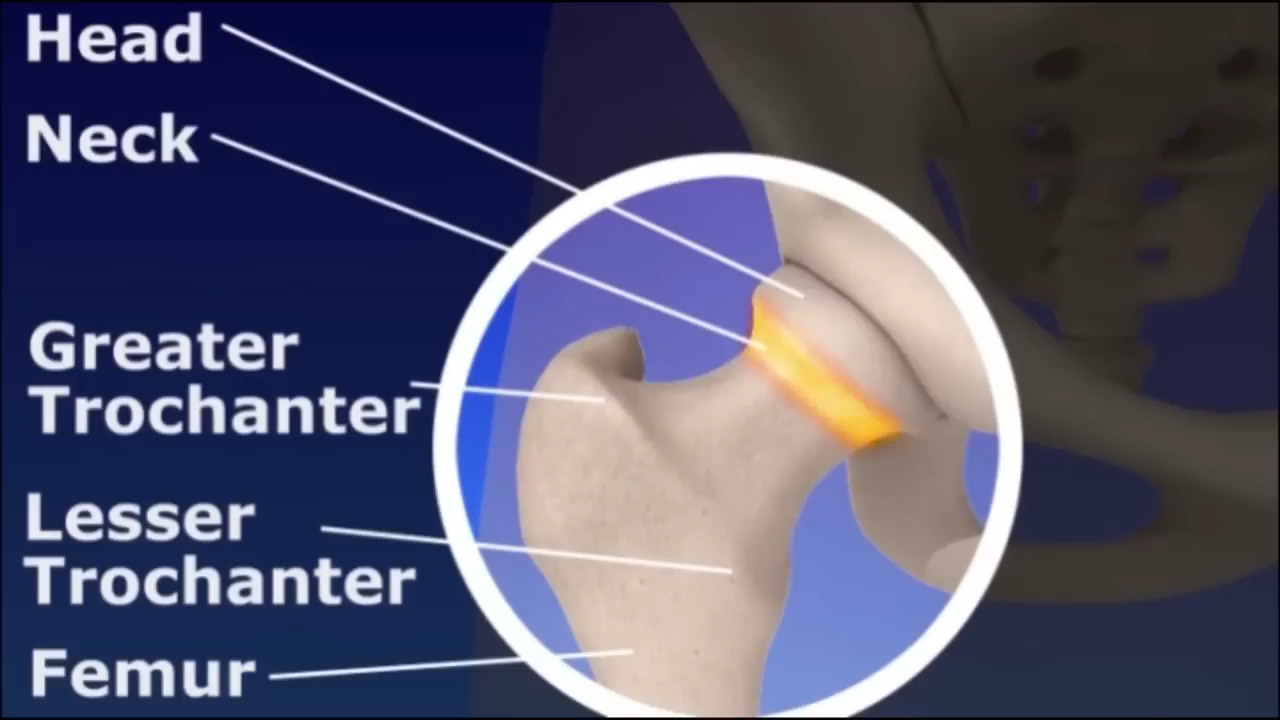 Head
Neck
Greater
Trochanter
Lesser
Trochanter
Femur